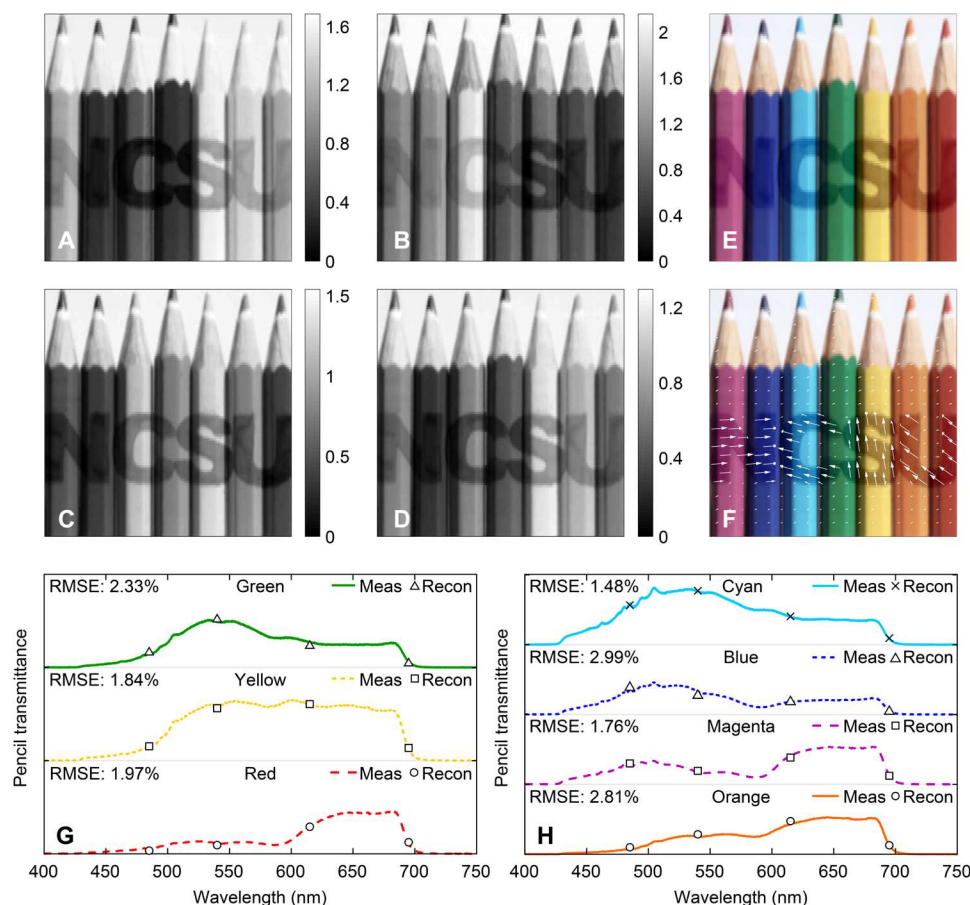 1.6
1.2
0.8
0.4
0
NCSU
A
2
1.6
1.2
0.8
0.4
0
NCSU
B
NCSU
E
1.5
1
0.5
0
NCSU
C
1.2
0.8
0.4
0
NCSU
D
NCSU
F
RMSE: 2.33% Green Meas Recon
RMSE: 1.84% Yellow Meas Recon
RMSE: 1.97% Red Meas Recon
G
Pencil transmittance
400 450 500 550 600 650 700 750
Wavelength (nm)
RMSE: 1.48% Cyan Meas Recon
RMSE: 2.99% Blue Meas Recon
RMSE: 1.76% Magenta Meas Recon
RMSE: 2.81% Orange Meas Recon
H
Pencil transmittance
400 450 500 550 600 650 700 750
Wavelength (nm)